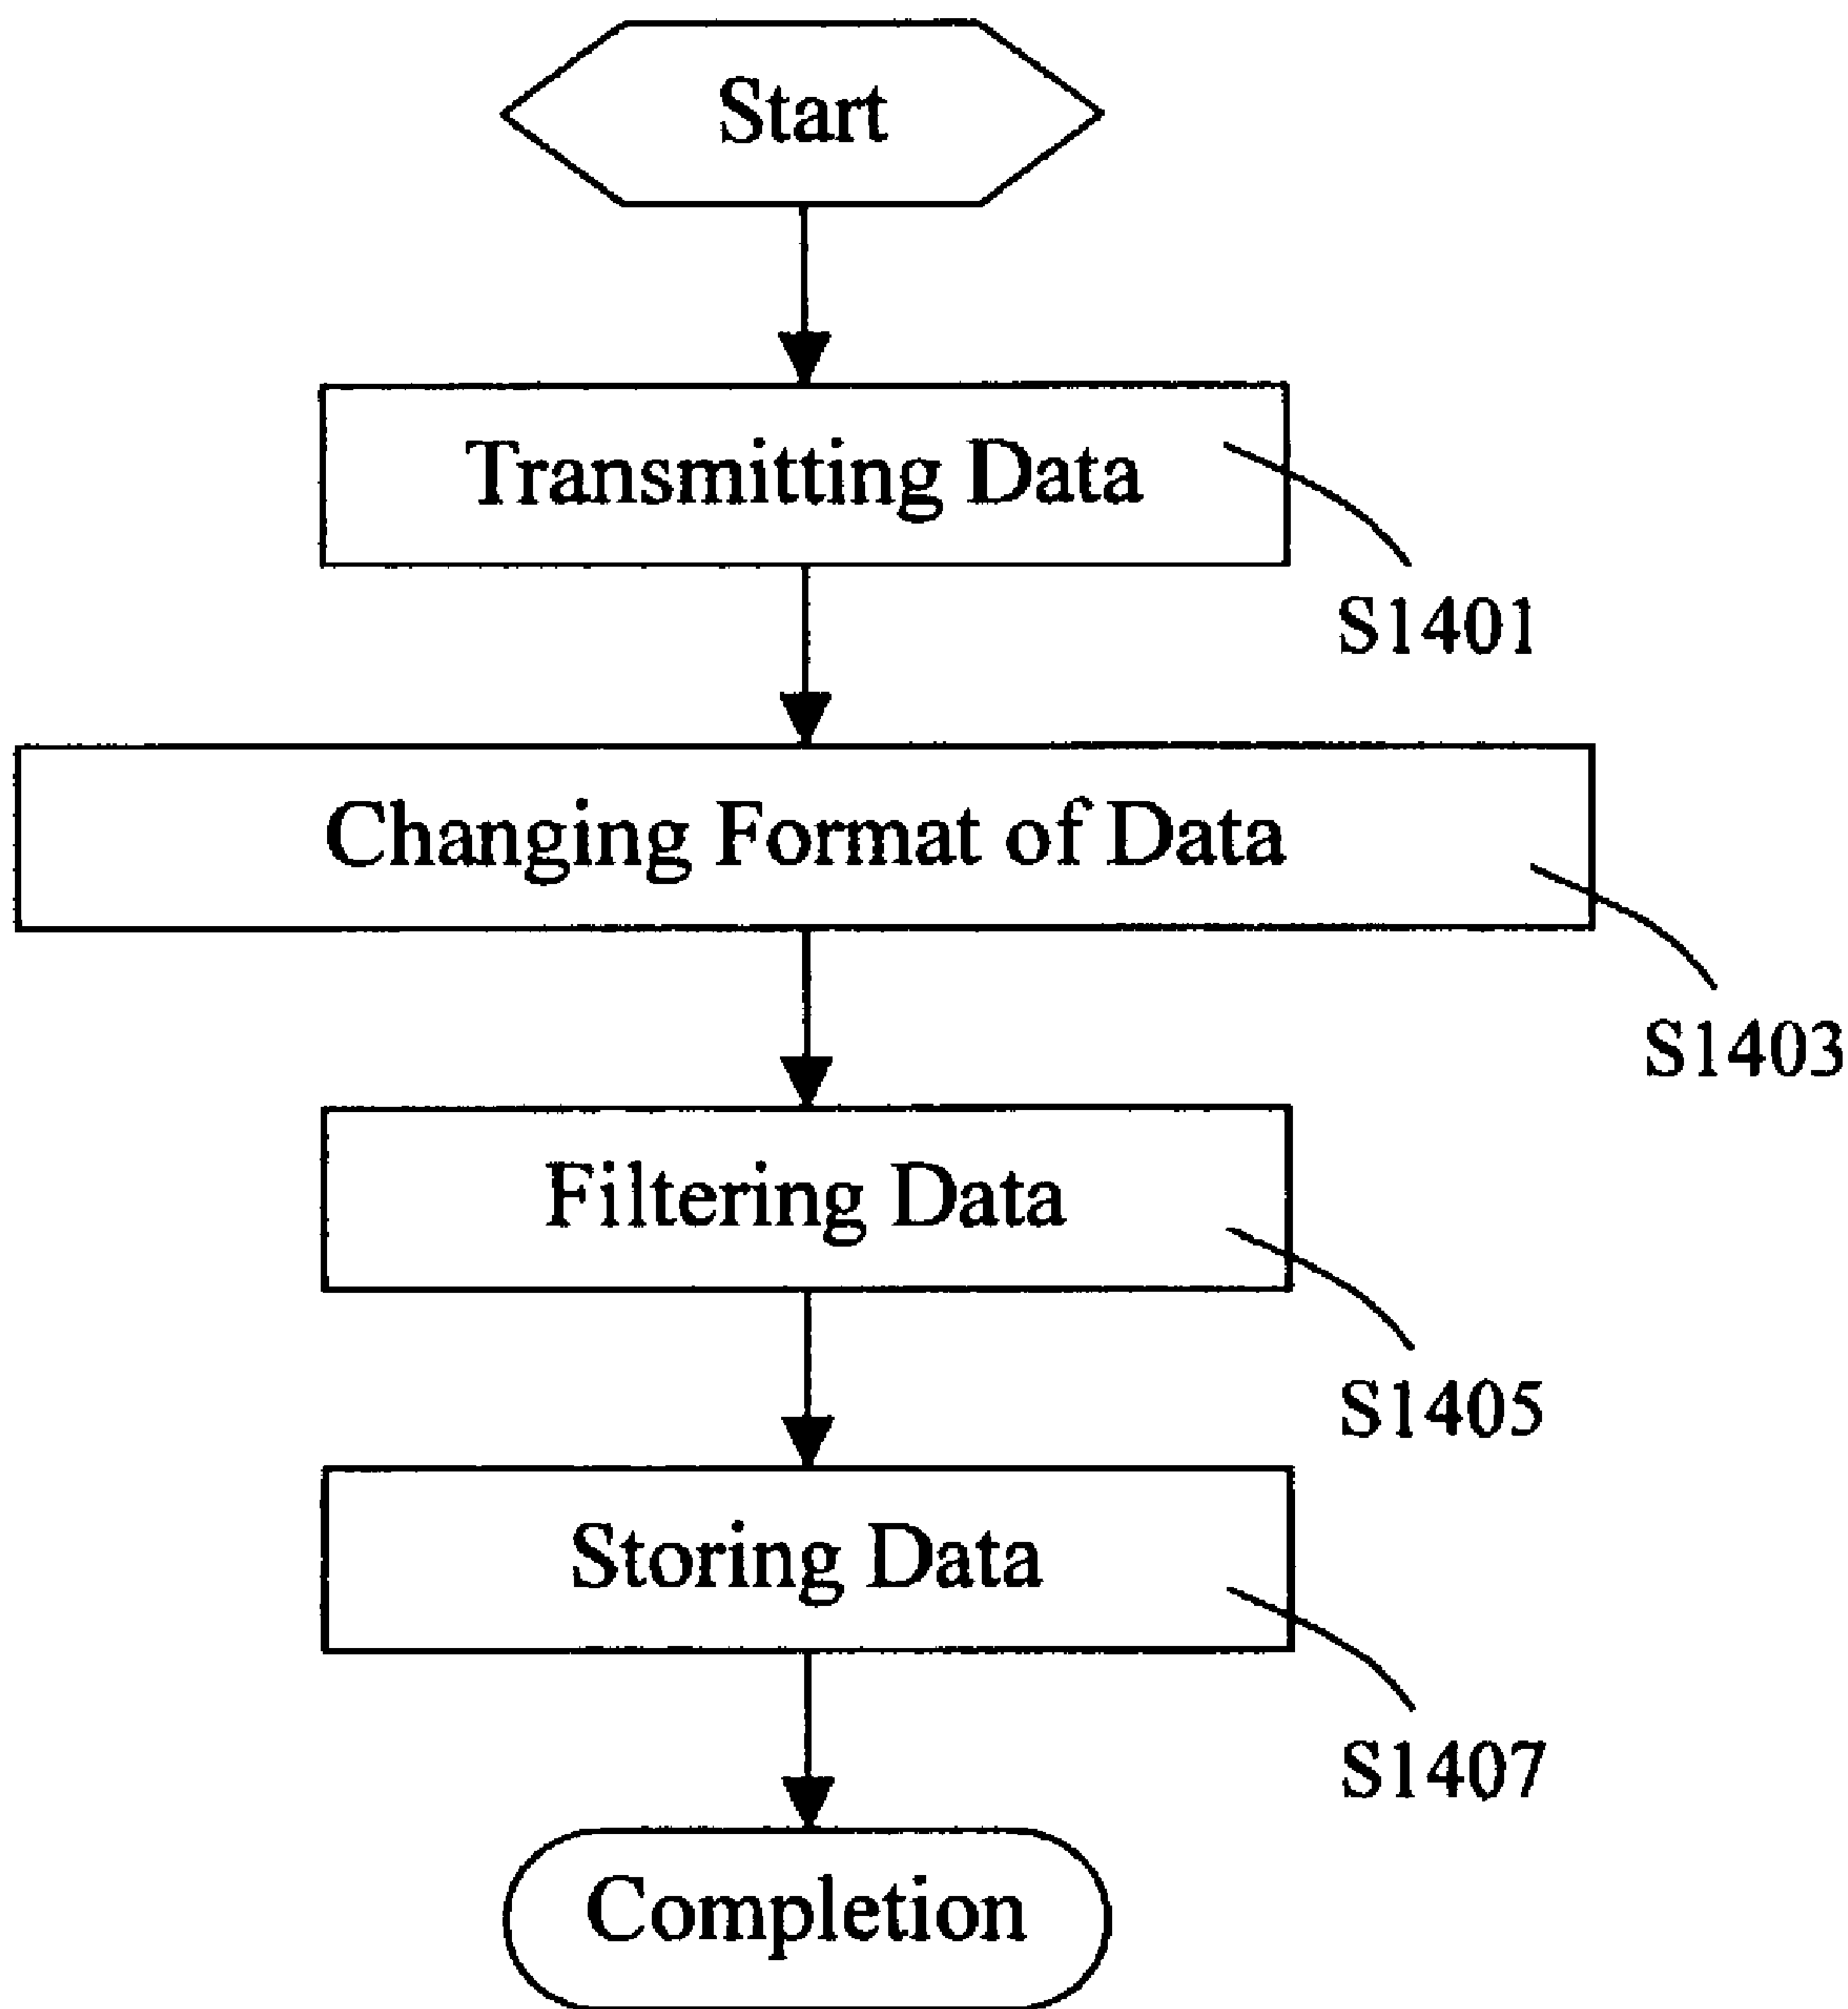 Start
Transmitting Data
S1401
Changing Format of Data
S1403
Filtering Data
S1405
Storing Data
S1407
Completion